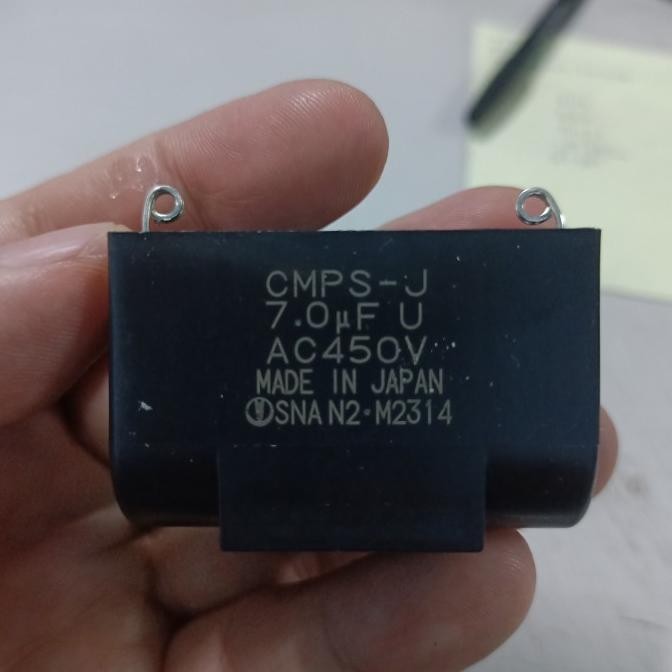 CMPS-J
7.0μF U
AC450V
MADE IN JAPAN
SNA N2·M2314